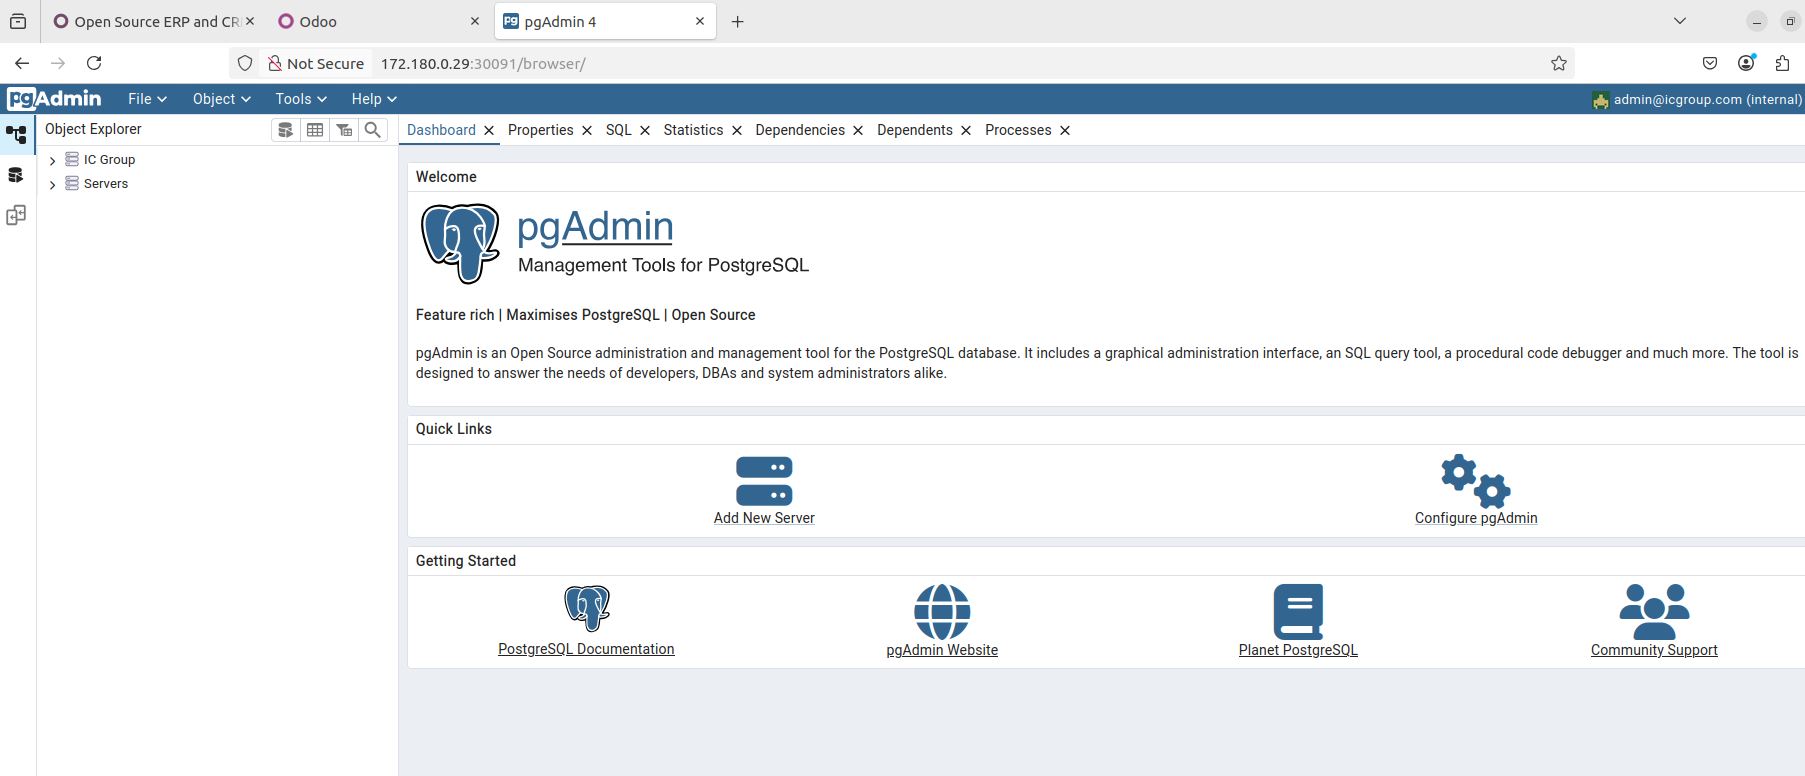 Open Source ERP and CR
Odoo
pgAdmin 4
Not Secure
172.180.0.29:30091/browser/
pgAdmin
File
Object
Tools
Help
admin@icgroup.com (internal)
Object Explorer
Dashboard
Properties
SQL
Statistics
Dependencies
Dependents
Processes
IC Group
Servers
Welcome
pgAdmin
Management Tools for PostgreSQL
Feature rich | Maximises PostgreSQL | Open Source
pgAdmin is an Open Source administration and management tool for the PostgreSQL database. It includes a graphical administration interface, an SQL query tool, a procedural code debugger and much more. The tool is
designed to answer the needs of developers, DBAs and system administrators alike.
Quick Links
Add New Server
Configure pgAdmin
Getting Started
PostgreSQL Documentation
pgAdmin Website
Planet PostgreSQL
Community Support